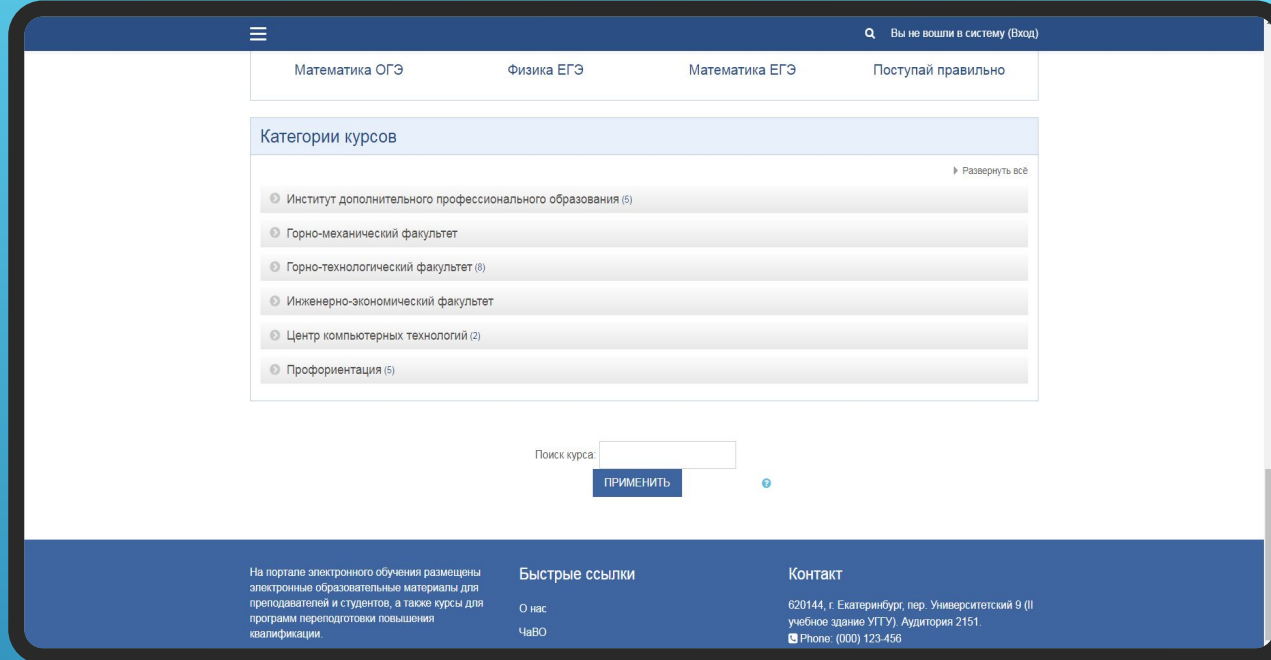 Вы не вошли в систему (Вход)
Математика ОГЭ Физика ЕГЭ Математика ЕГЭ Поступай правильно
Категории курсов
Развернуть всё
Институт дополнительного профессионального образования (5)
Горно-механический факультет
Горно-технологический факультет (8)
Инженерно-экономический факультет
Центр компьютерных технологий (2)
Профориентация (5)
Поиск курса:
ПРИМЕНИТЬ
На портале электронного обучения размещены
электронные образовательные материалы для
преподавателей и студентов, а также курсы для
программ переподготовки повышения
квалификации.
Быстрые ссылки
О нас
ЧаВО
Контакт
620144, г. Екатеринбург, пер. Университетский 9 (II
учебное здание УГГУ). Аудитория 2151.
Phone: (000) 123-456